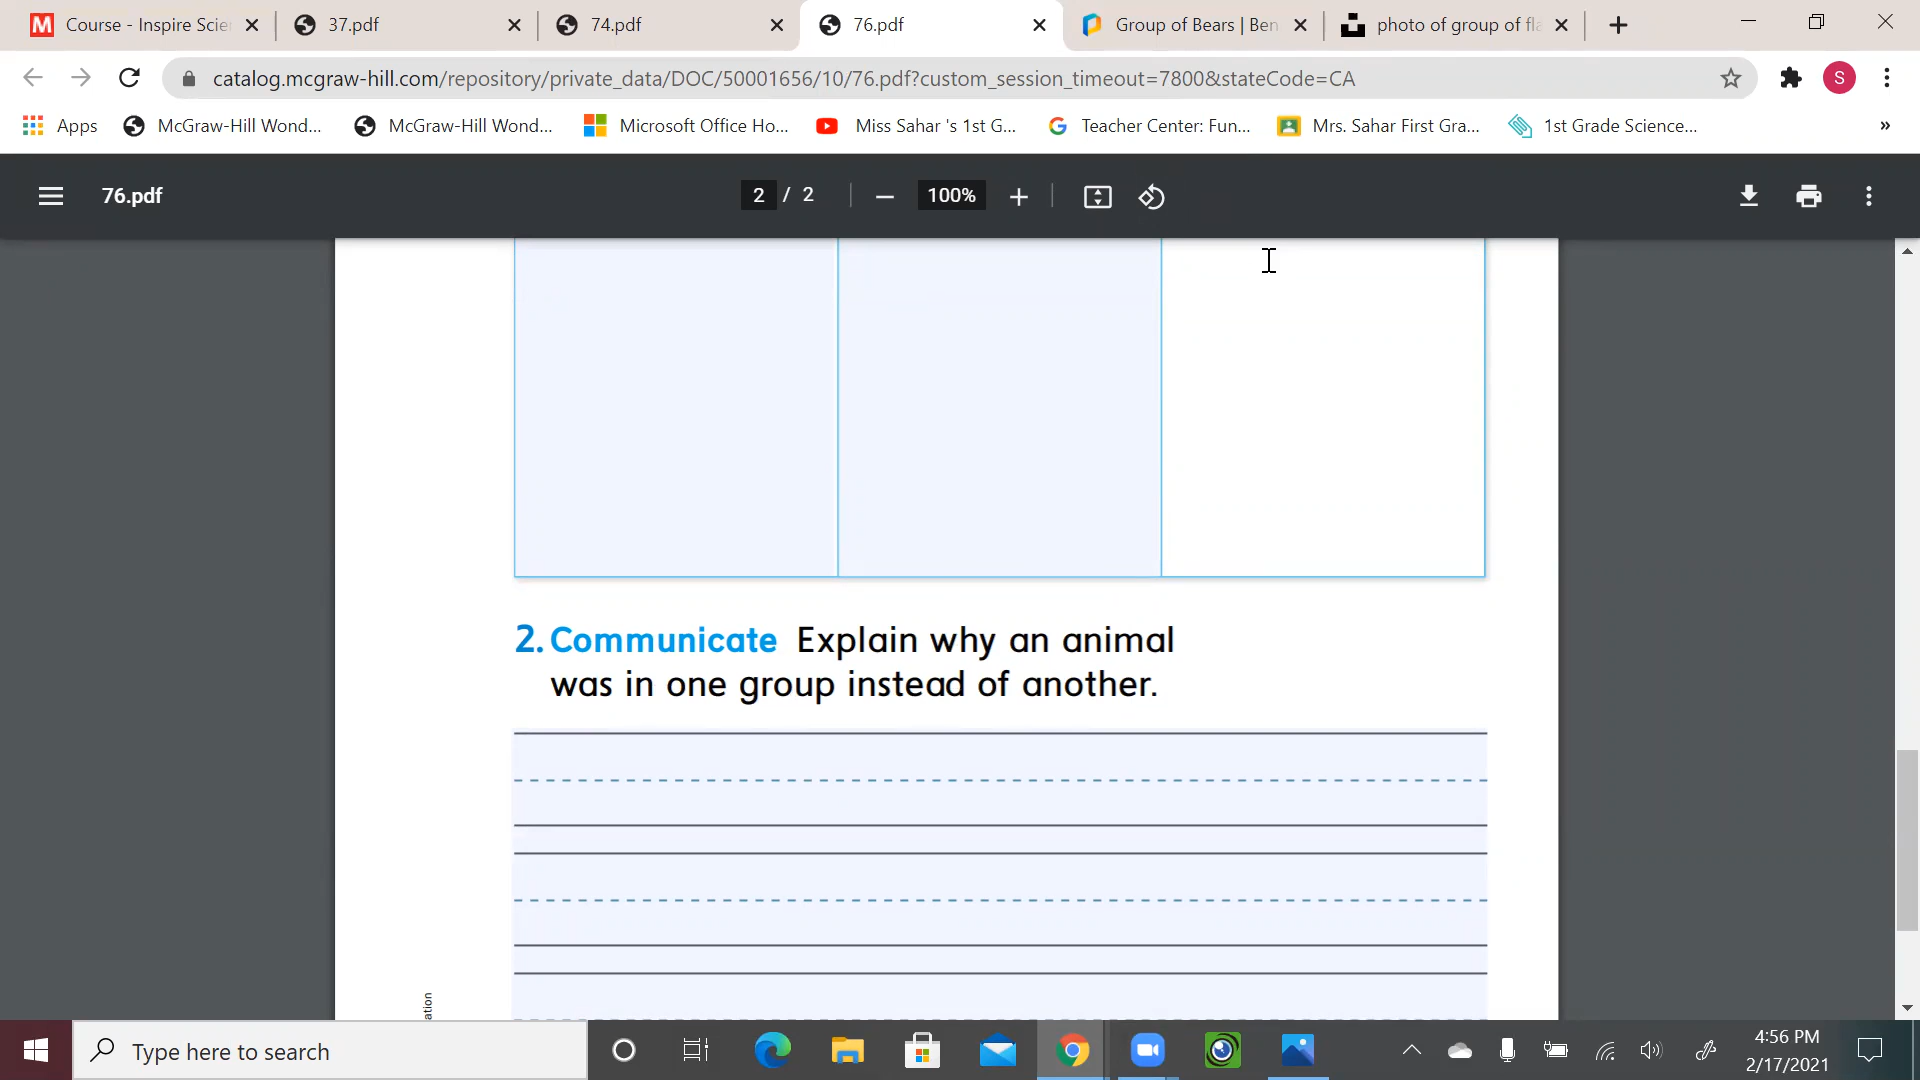 Course - Inspire Scie
37.pdf
74.pdf
76.pdf
Group of Bears | Ben
photo of group of fla
catalog.mcgraw-hill.com/repository/private_data/DOC/50001656/10/76.pdf?custom_session_timeout=7800&stateCode=CA
S
Apps
McGraw-Hill Wond...
McGraw-Hill Wond...
Microsoft Office Ho...
Miss Sahar 's 1st G...
Teacher Center: Fun...
Mrs. Sahar First Gra...
1st Grade Science...
76.pdf
2 / 2
100%
2. Communicate Explain why an animal
was in one group instead of another.
ation
Type here to search
4:56 PM
2/17/2021